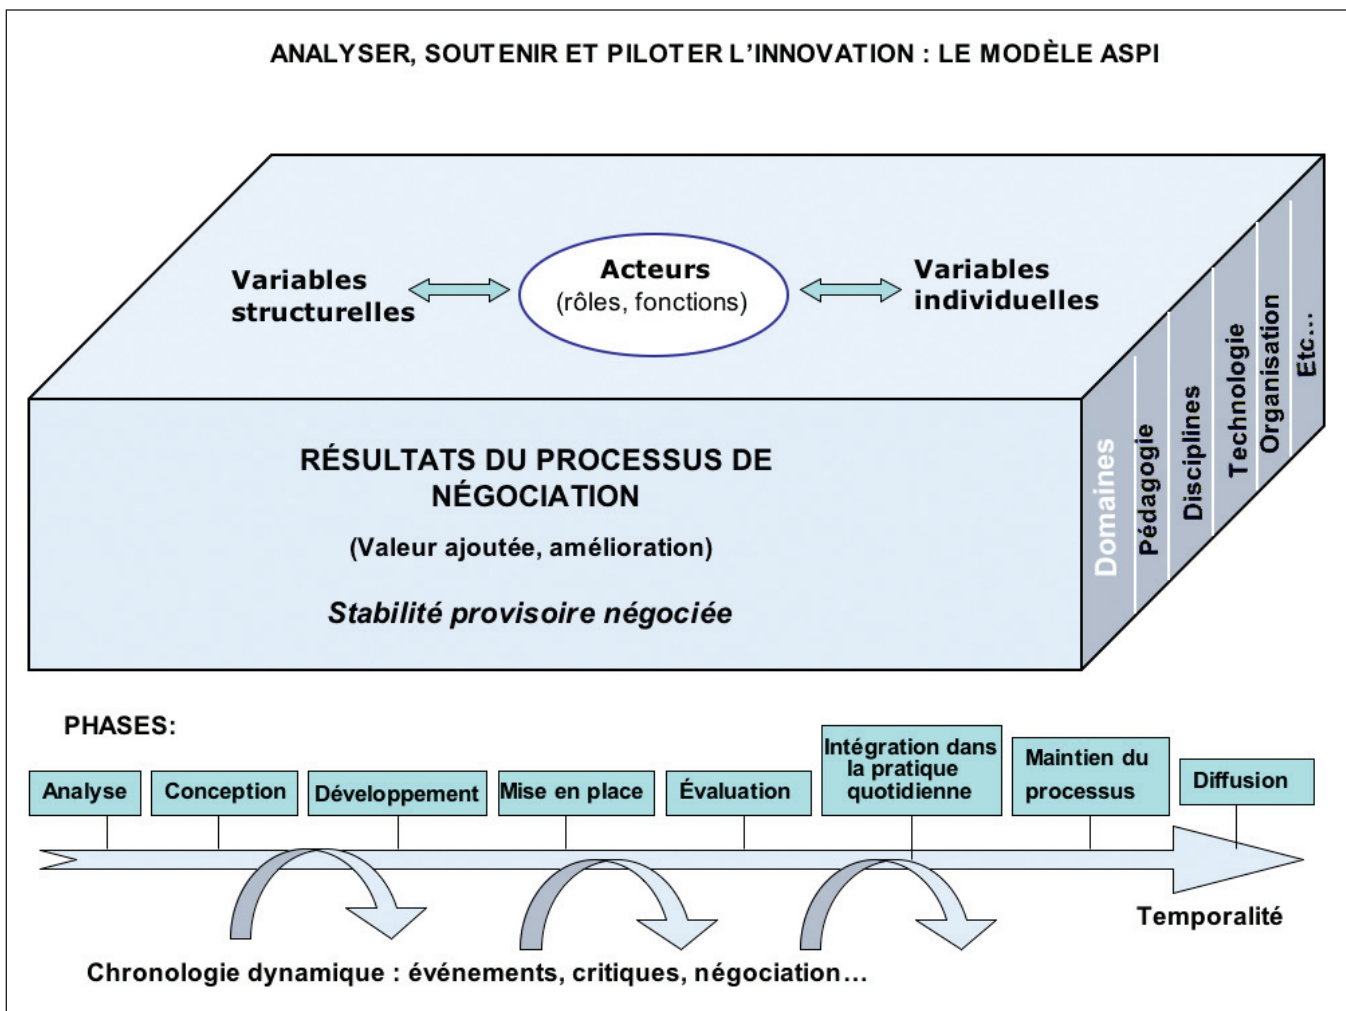 ANALYSER, SOUTENIR ET PILOTER L'INNOVATION : LE MODÈLE ASPI
Variables
structurelles
Acteurs
(rôles, fonctions)
Variables
individuelles
RÉSULTATS DU PROCESSUS DE
NÉGOCIATION
(Valeur ajoutée, amélioration)
Stabilité provisoire négociée
Domaines
Pédagogie
Disciplines
Technologie
Organisation
Etc...
PHASES:
Analyse
Conception
Développement
Mise en place
Évaluation
Intégration dans
la pratique
quotidienne
Maintien du
processus
Diffusion
Temporalité
Chronologie dynamique : événements, critiques, négociation...